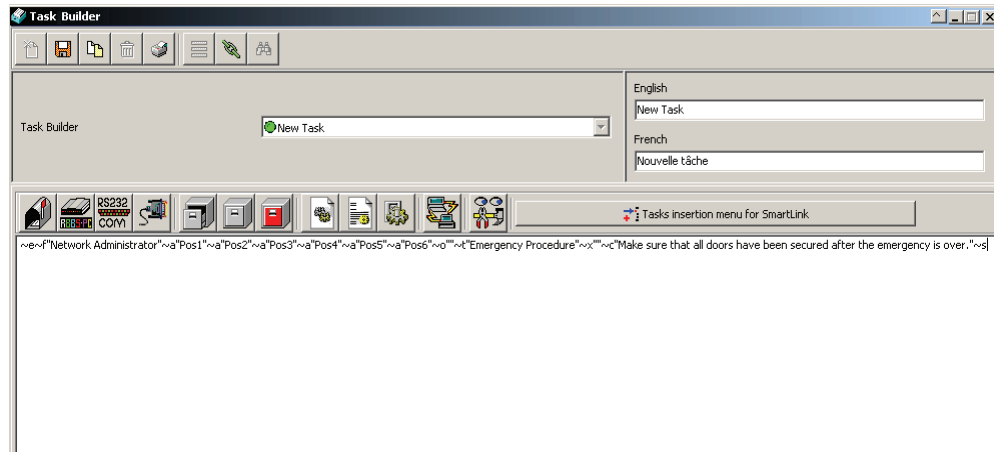 Task Builder
English
New Task
Task Builder
New Task
French
Nouvelle tâche
RS232
COM
Tasks insertion menu for SmartLink
~e~f"Network Administrator"~a"Pos1"~a"Pos2"~a"Pos3"~a"Pos4"~a"Pos5"~a"Pos6"~o""~t"Emergency Procedure"~x""~c"Make sure that all doors have been secured after the emergency is over."~s